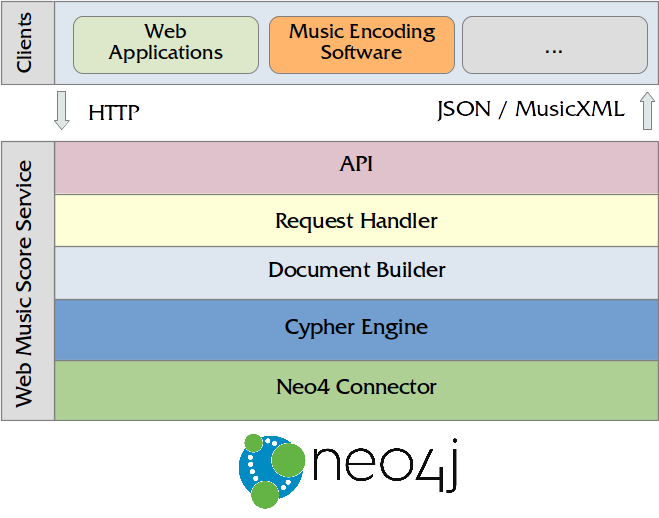 Clients
Web
Applications
Music Encoding
Software
...
HTTP
JSON / MusicXML
Web Music Score Service
API
Request Handler
Document Builder
Cypher Engine
Neo4 Connector
neo4j